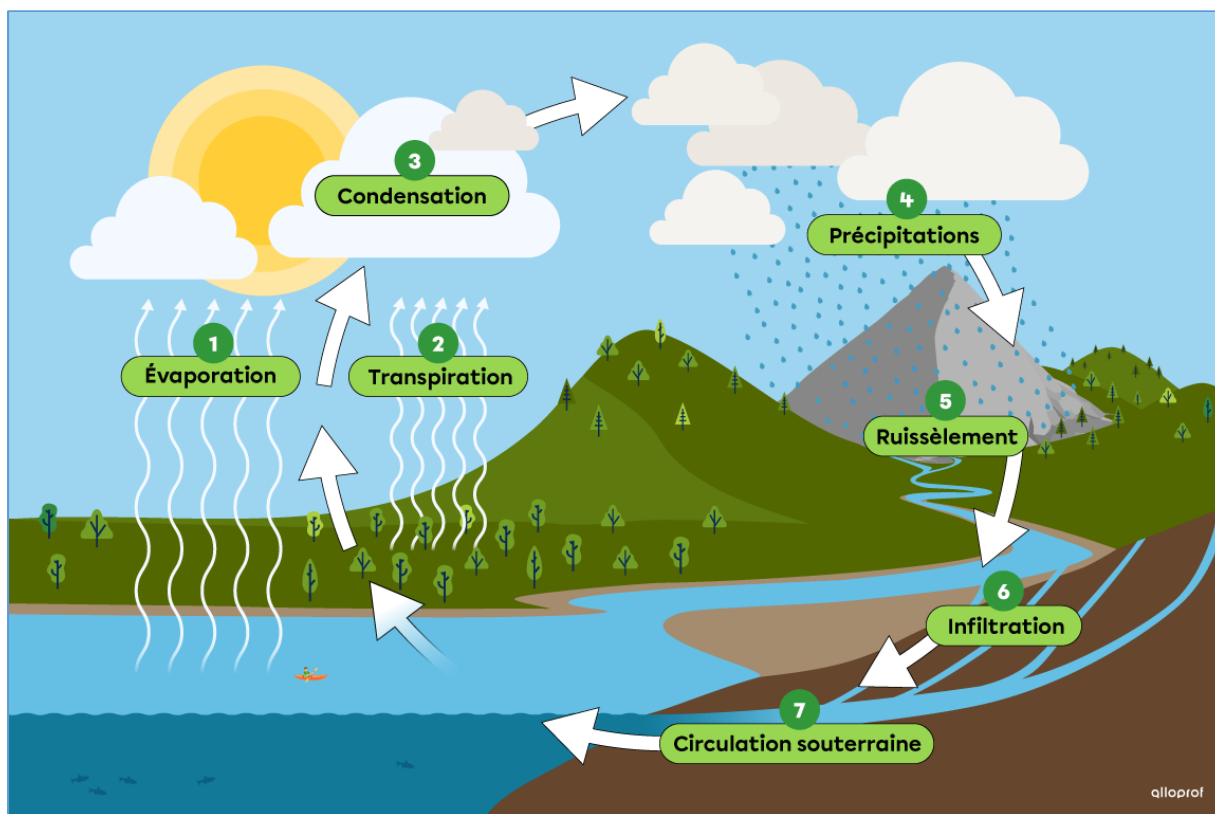 1
Évaporation
2
Transpiration
3
Condensation
4
Précipitations
5
Ruissèlement
6
Infiltration
7
Circulation souterraine
alloprof